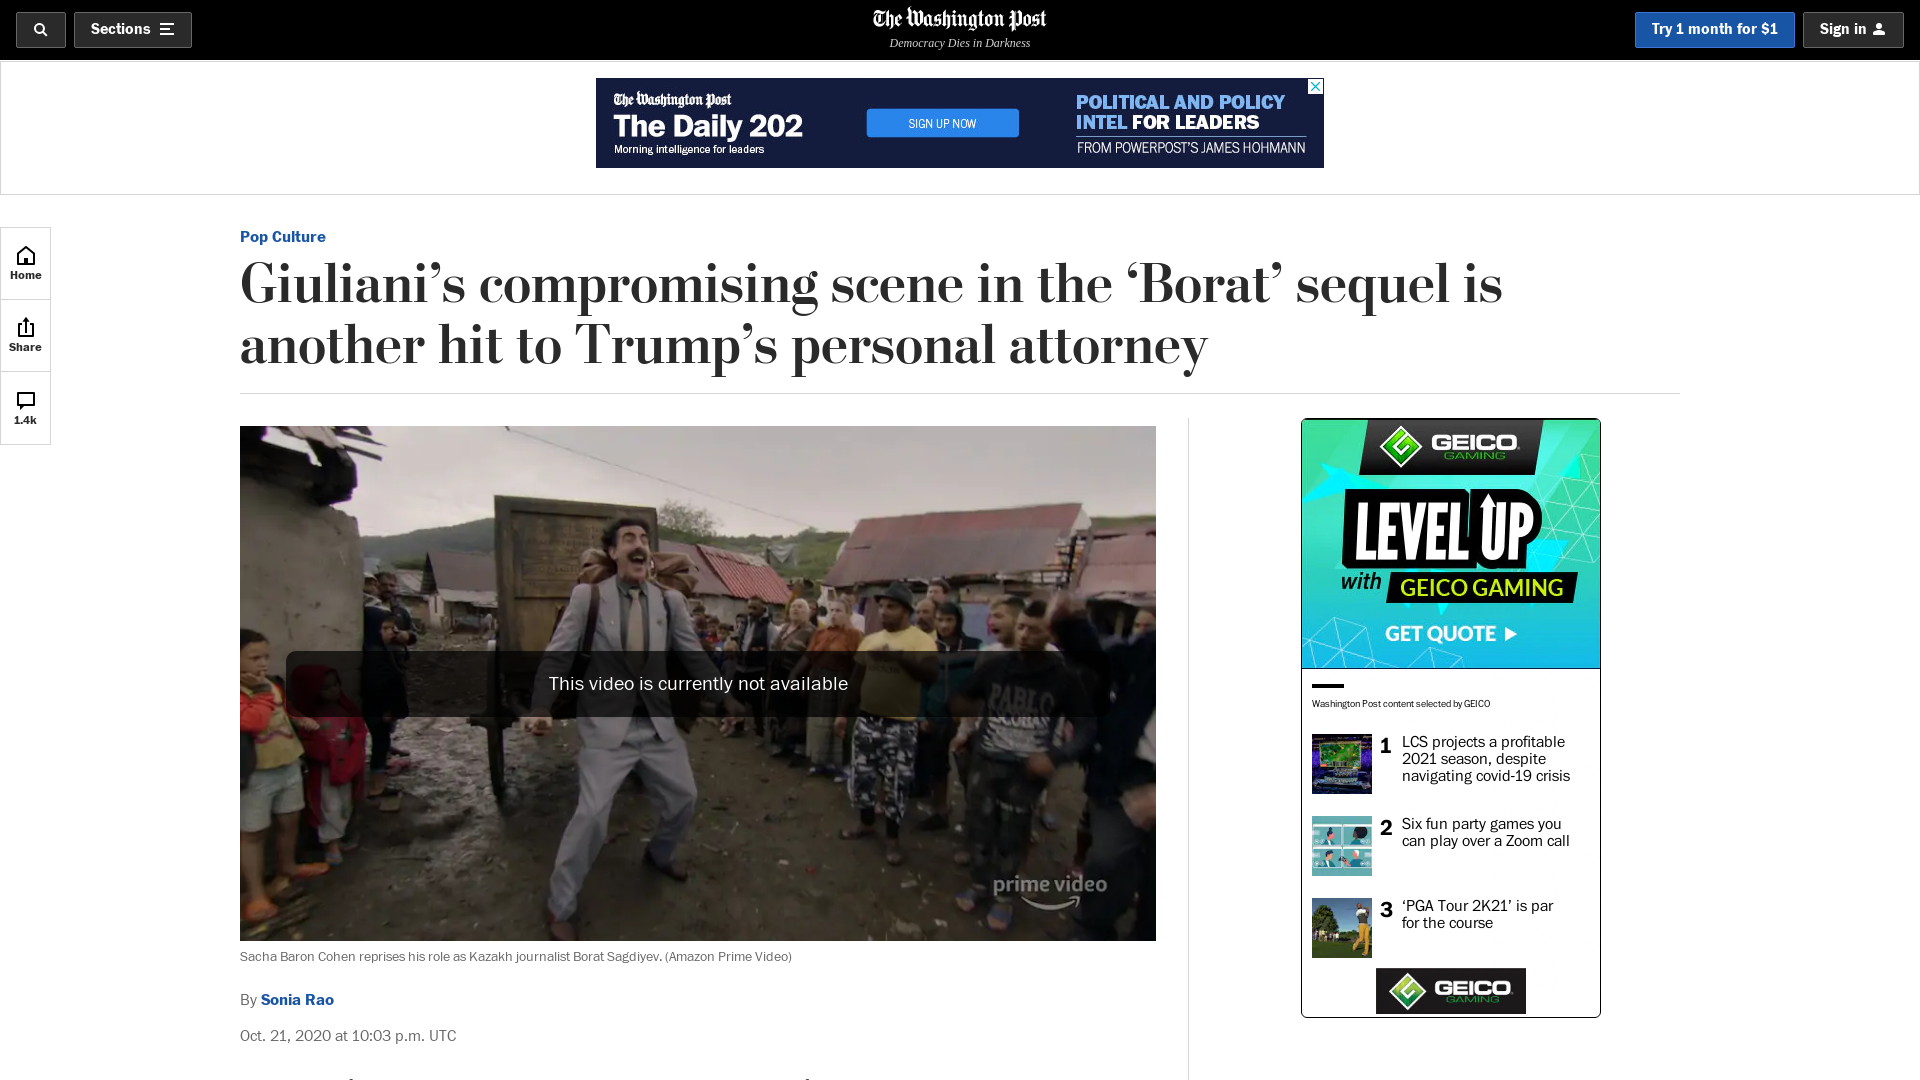 Sections
The Washington Post
Democracy Dies in Darkness
Try 1 month for $1
Sign in
The Washington Post
The Daily 202
Morning intelligence for leaders
SIGN UP NOW
POLITICAL AND POLICY
INTEL FOR LEADERS
FROM POWERPOST'S JAMES HOHMANN
Home
Share
1.4k
Pop Culture
Giuliani’s compromising scene in the ‘Borat’ sequel is
another hit to Trump’s personal attorney
This video is currently not available
PABLO
ESCOBAR
prime video
Sacha Baron Cohen reprises his role as Kazakh journalist Borat Sagdiyev. (Amazon Prime Video)
By Sonia Rao
Oct. 21, 2020 at 10:03 p.m. UTC
GEICO
GAMING
LEVEL UP
with GEICO GAMING
GET QUOTE
Washington Post content selected by GEICO
1 LCS projects a profitable
2021 season, despite
navigating covid-19 crisis
2 Six fun party games you
can play over a Zoom call
3 ‘PGA Tour 2K21’ is par
for the course
GEICO
GAMING